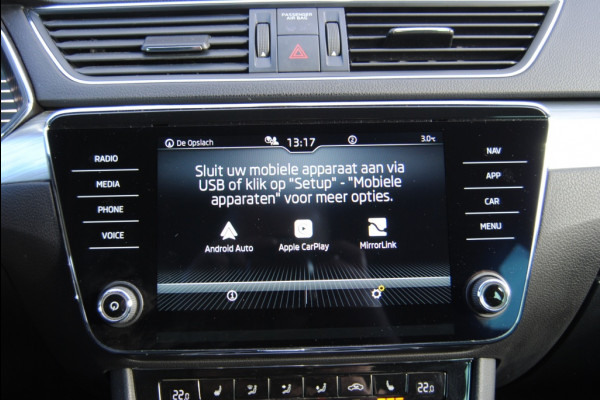 PASSENGER
AIR BAG
De Opslach 13:17 3.0°C
RADIO
MEDIA
PHONE
VOICE
Sluit uw mobiele apparaat aan via
USB of klik op "Setup" - "Mobiele
apparaten" voor meer opties.
Android Auto Apple CarPlay MirrorLink
NAV
APP
CAR
MENU
22.0 22.0